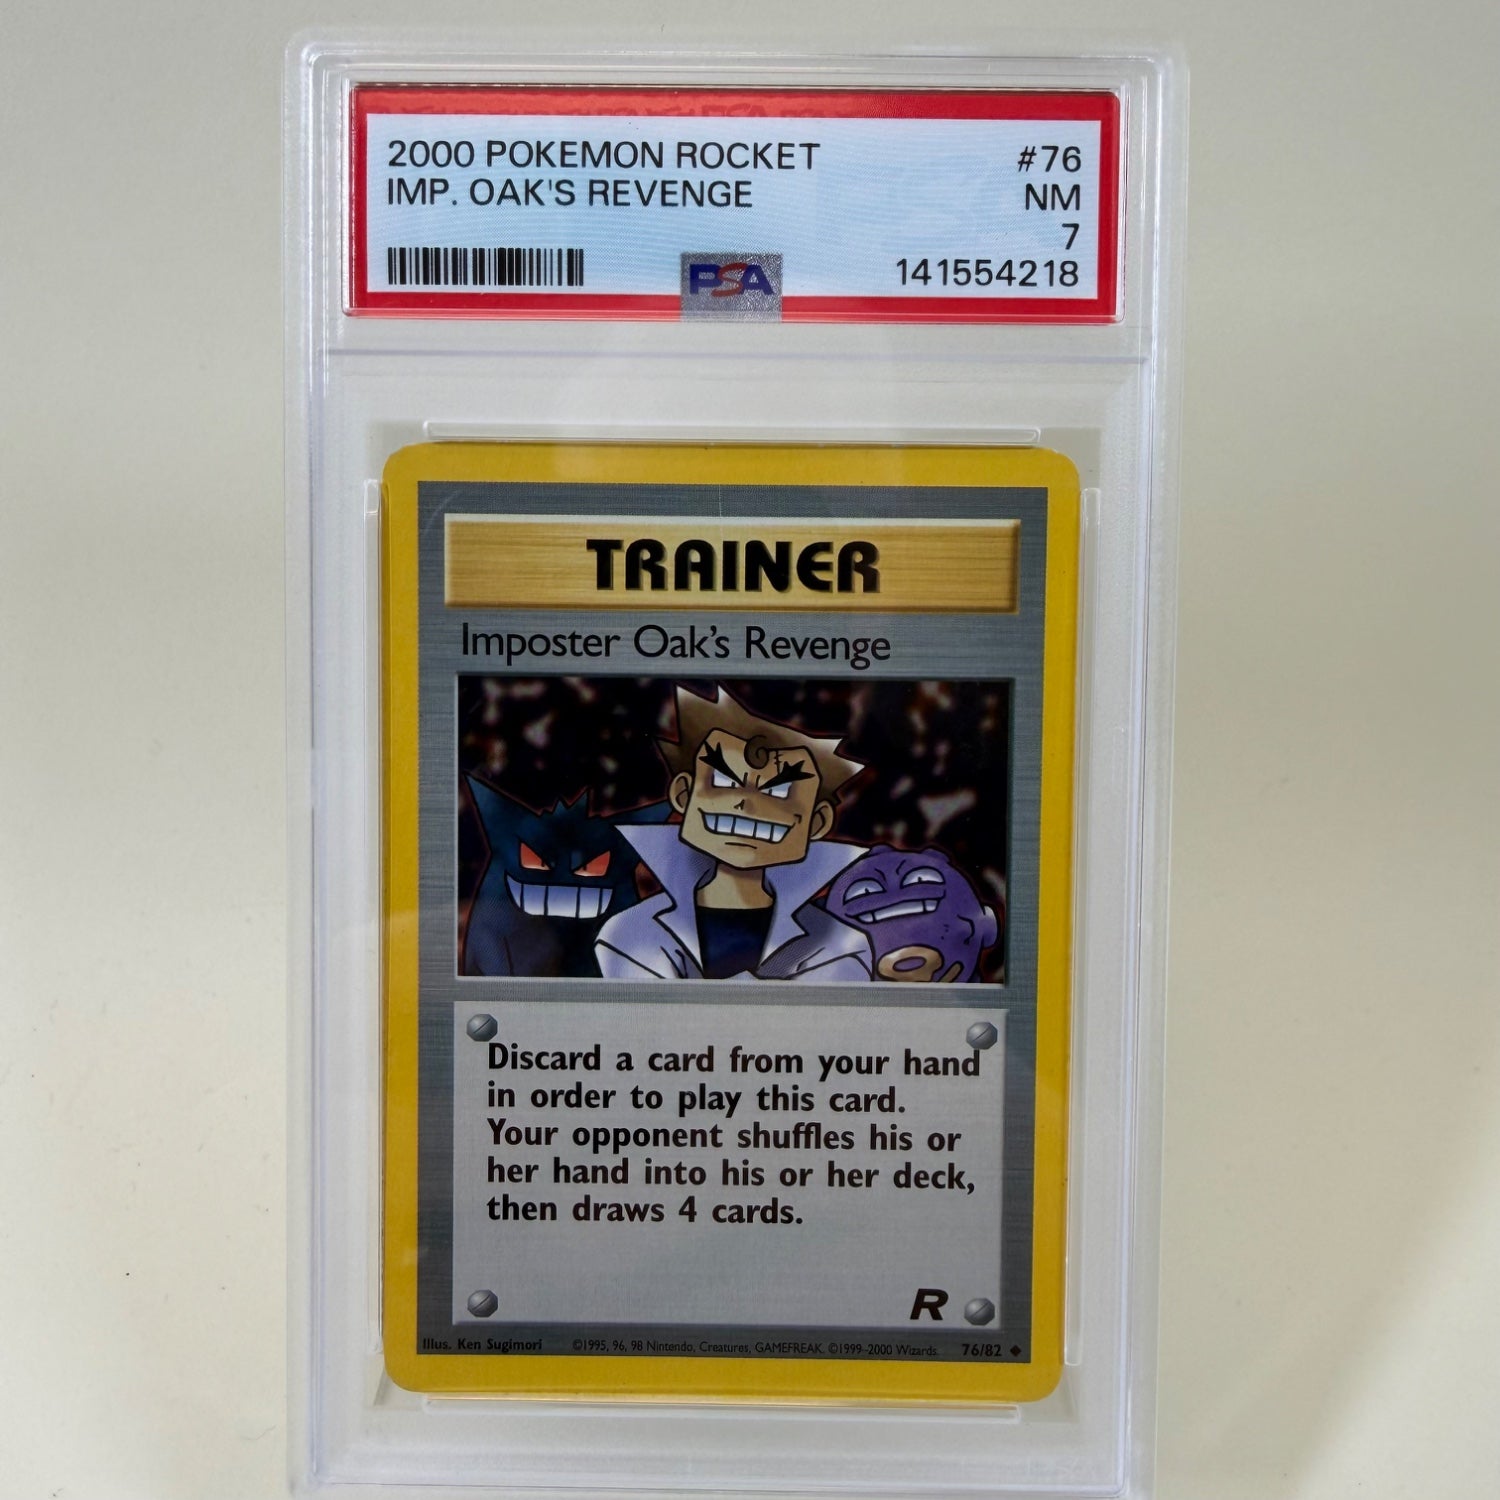 2000 POKEMON ROCKET #76
IMP. OAK'S REVENGE NM
7
PSA 141554218
TRAINER
Imposter Oak's Revenge
Discard a card from your hand
in order to play this card.
Your opponent shuffles his or
her hand into his or her deck,
then draws 4 cards.
R
Illus. Ken Sugimori ©1995, 96, 98 Nintendo, Creatures, GAMEFREAK. ©1999-2000 Wizards. 76/82